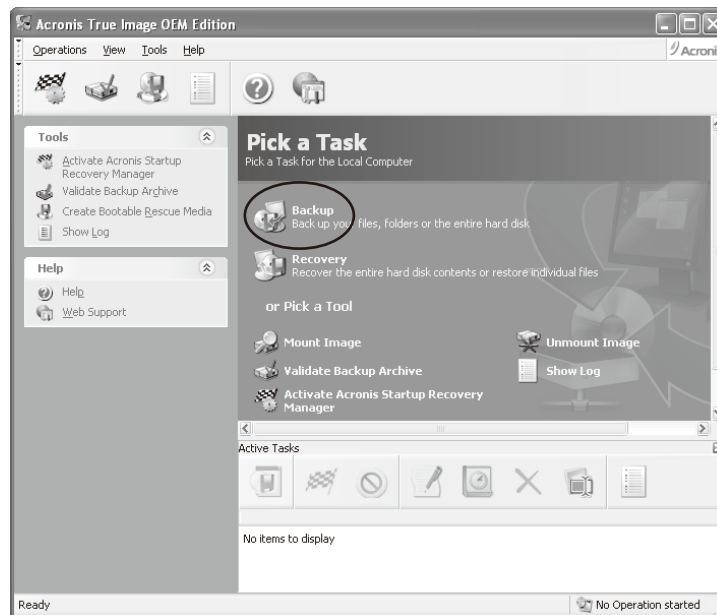 Acronis True Image OEM Edition
Operations View Tools Help
Acroni
Tools
Activate Acronis Startup
Recovery Manager
Validate Backup Archive
Create Bootable Rescue Media
Show Log
Help
Help
Web Support
Pick a Task
Pick a Task for the Local Computer
Backup
Back up your files, folders or the entire hard disk
Recovery
Recover the entire hard disk contents or restore individual files
or Pick a Tool
Mount Image
Unmount Image
Validate Backup Archive
Show Log
Activate Acronis Startup Recovery
Manager
Active Tasks
No items to display
Ready
No Operation started